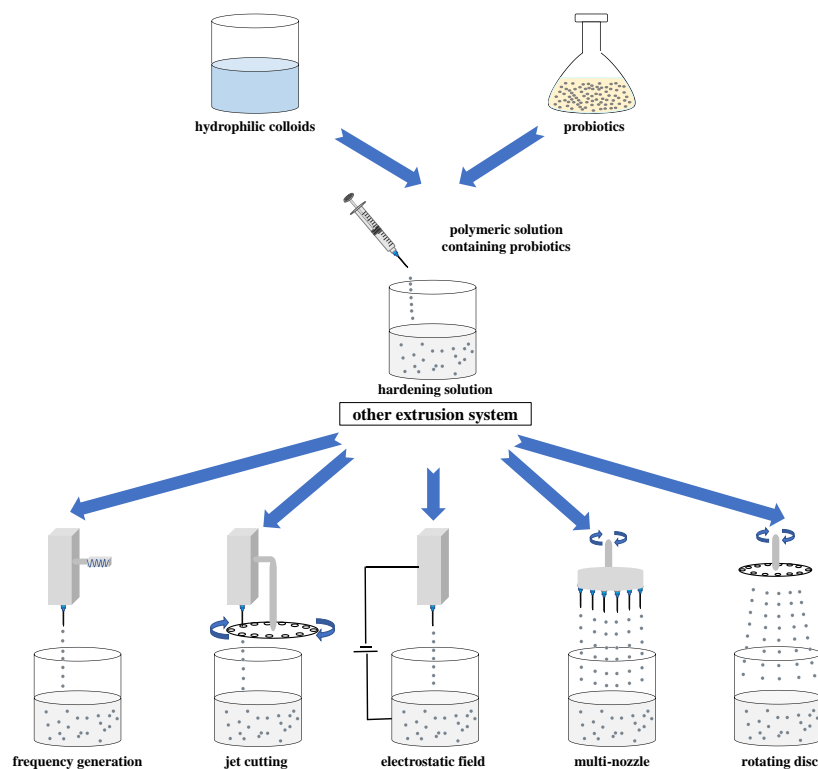 hydrophilic colloids
probiotics
polymeric solution
containing probiotics
hardening solution
other extrusion system
frequency generation
jet cutting
electrostatic field
multi-nozzle
rotating disc